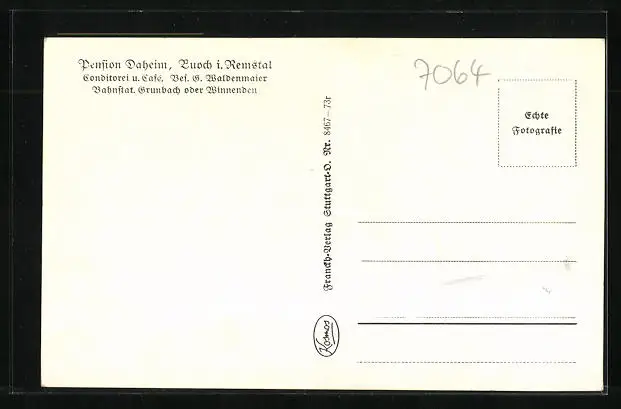 Pension Daheim, Buoch i. Remstal
Conditorei u. Café. Bes. G. Waldenmaier
Bahnstat. Grunbach oder Winnenden
7064
Echte
Fotografie
Franckh-Verlag Stuttgart-O. Nr. 8467—73r
Kosmos